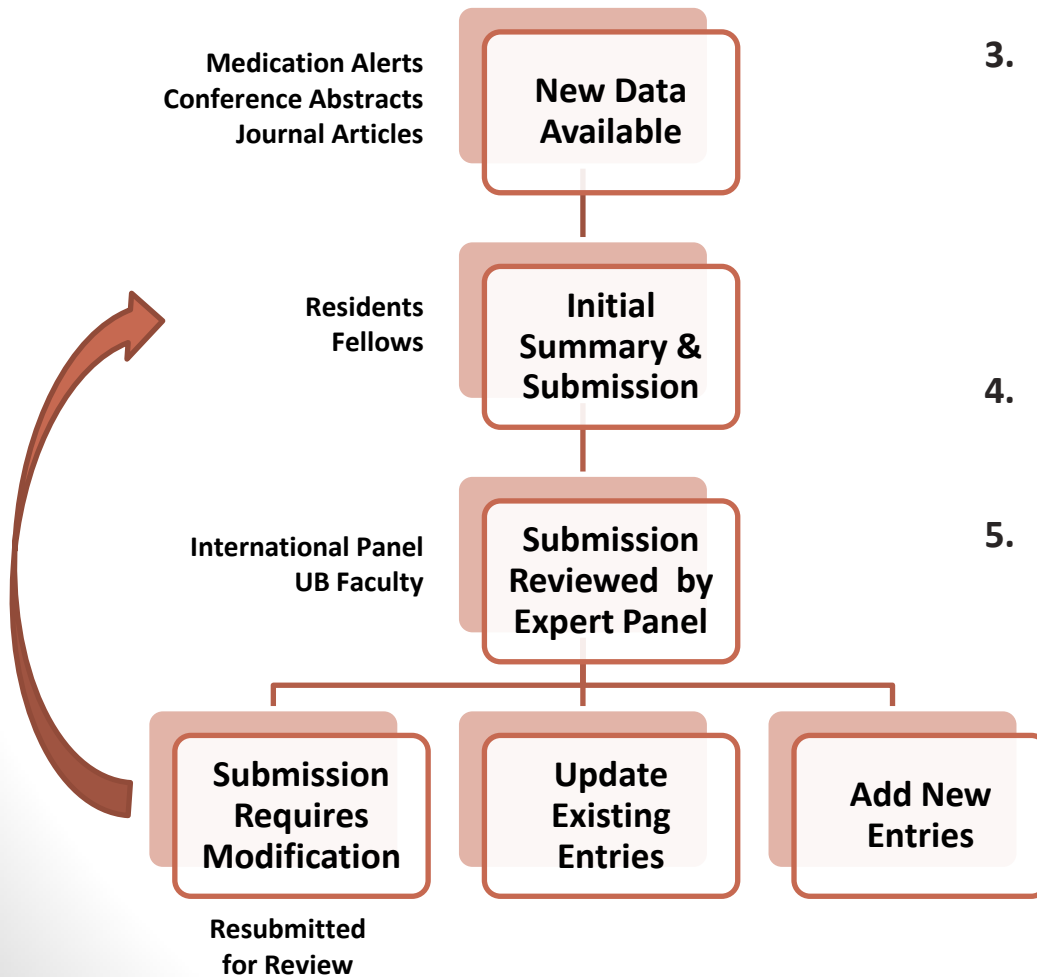 Medication Alerts
Conference Abstracts
Journal Articles
New Data
Available
3.
Residents
Fellows
Initial
Summary &
Submission
4.
International Panel
UB Faculty
Submission
Reviewed by
Expert Panel
5.
Submission
Requires
Modification
Update
Existing
Entries
Add New
Entries
Resubmitted
for Review